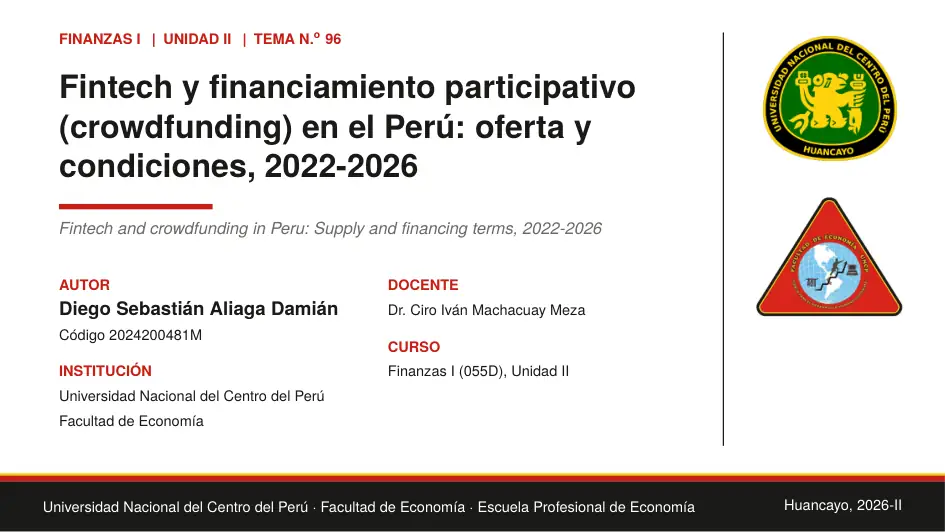 FINANZAS I | UNIDAD II | TEMA N.º 96
Fintech y financiamiento participativo
(crowdfunding) en el Perú: oferta y
condiciones, 2022-2026
Fintech and crowdfunding in Peru: Supply and financing terms, 2022-2026
AUTOR
Diego Sebastián Aliaga Damián
Código 2024200481M
INSTITUCIÓN
Universidad Nacional del Centro del Perú
Facultad de Economía
DOCENTE
Dr. Ciro Iván Machacuay Meza
CURSO
Finanzas I (055D), Unidad II
UNIVERSIDAD NACIONAL DEL CENTRO DEL PERÚ
HUANCAYO
FACULTAD DE ECONOMÍA UNCP
Universidad Nacional del Centro del Perú · Facultad de Economía · Escuela Profesional de Economía
Huancayo, 2026-II